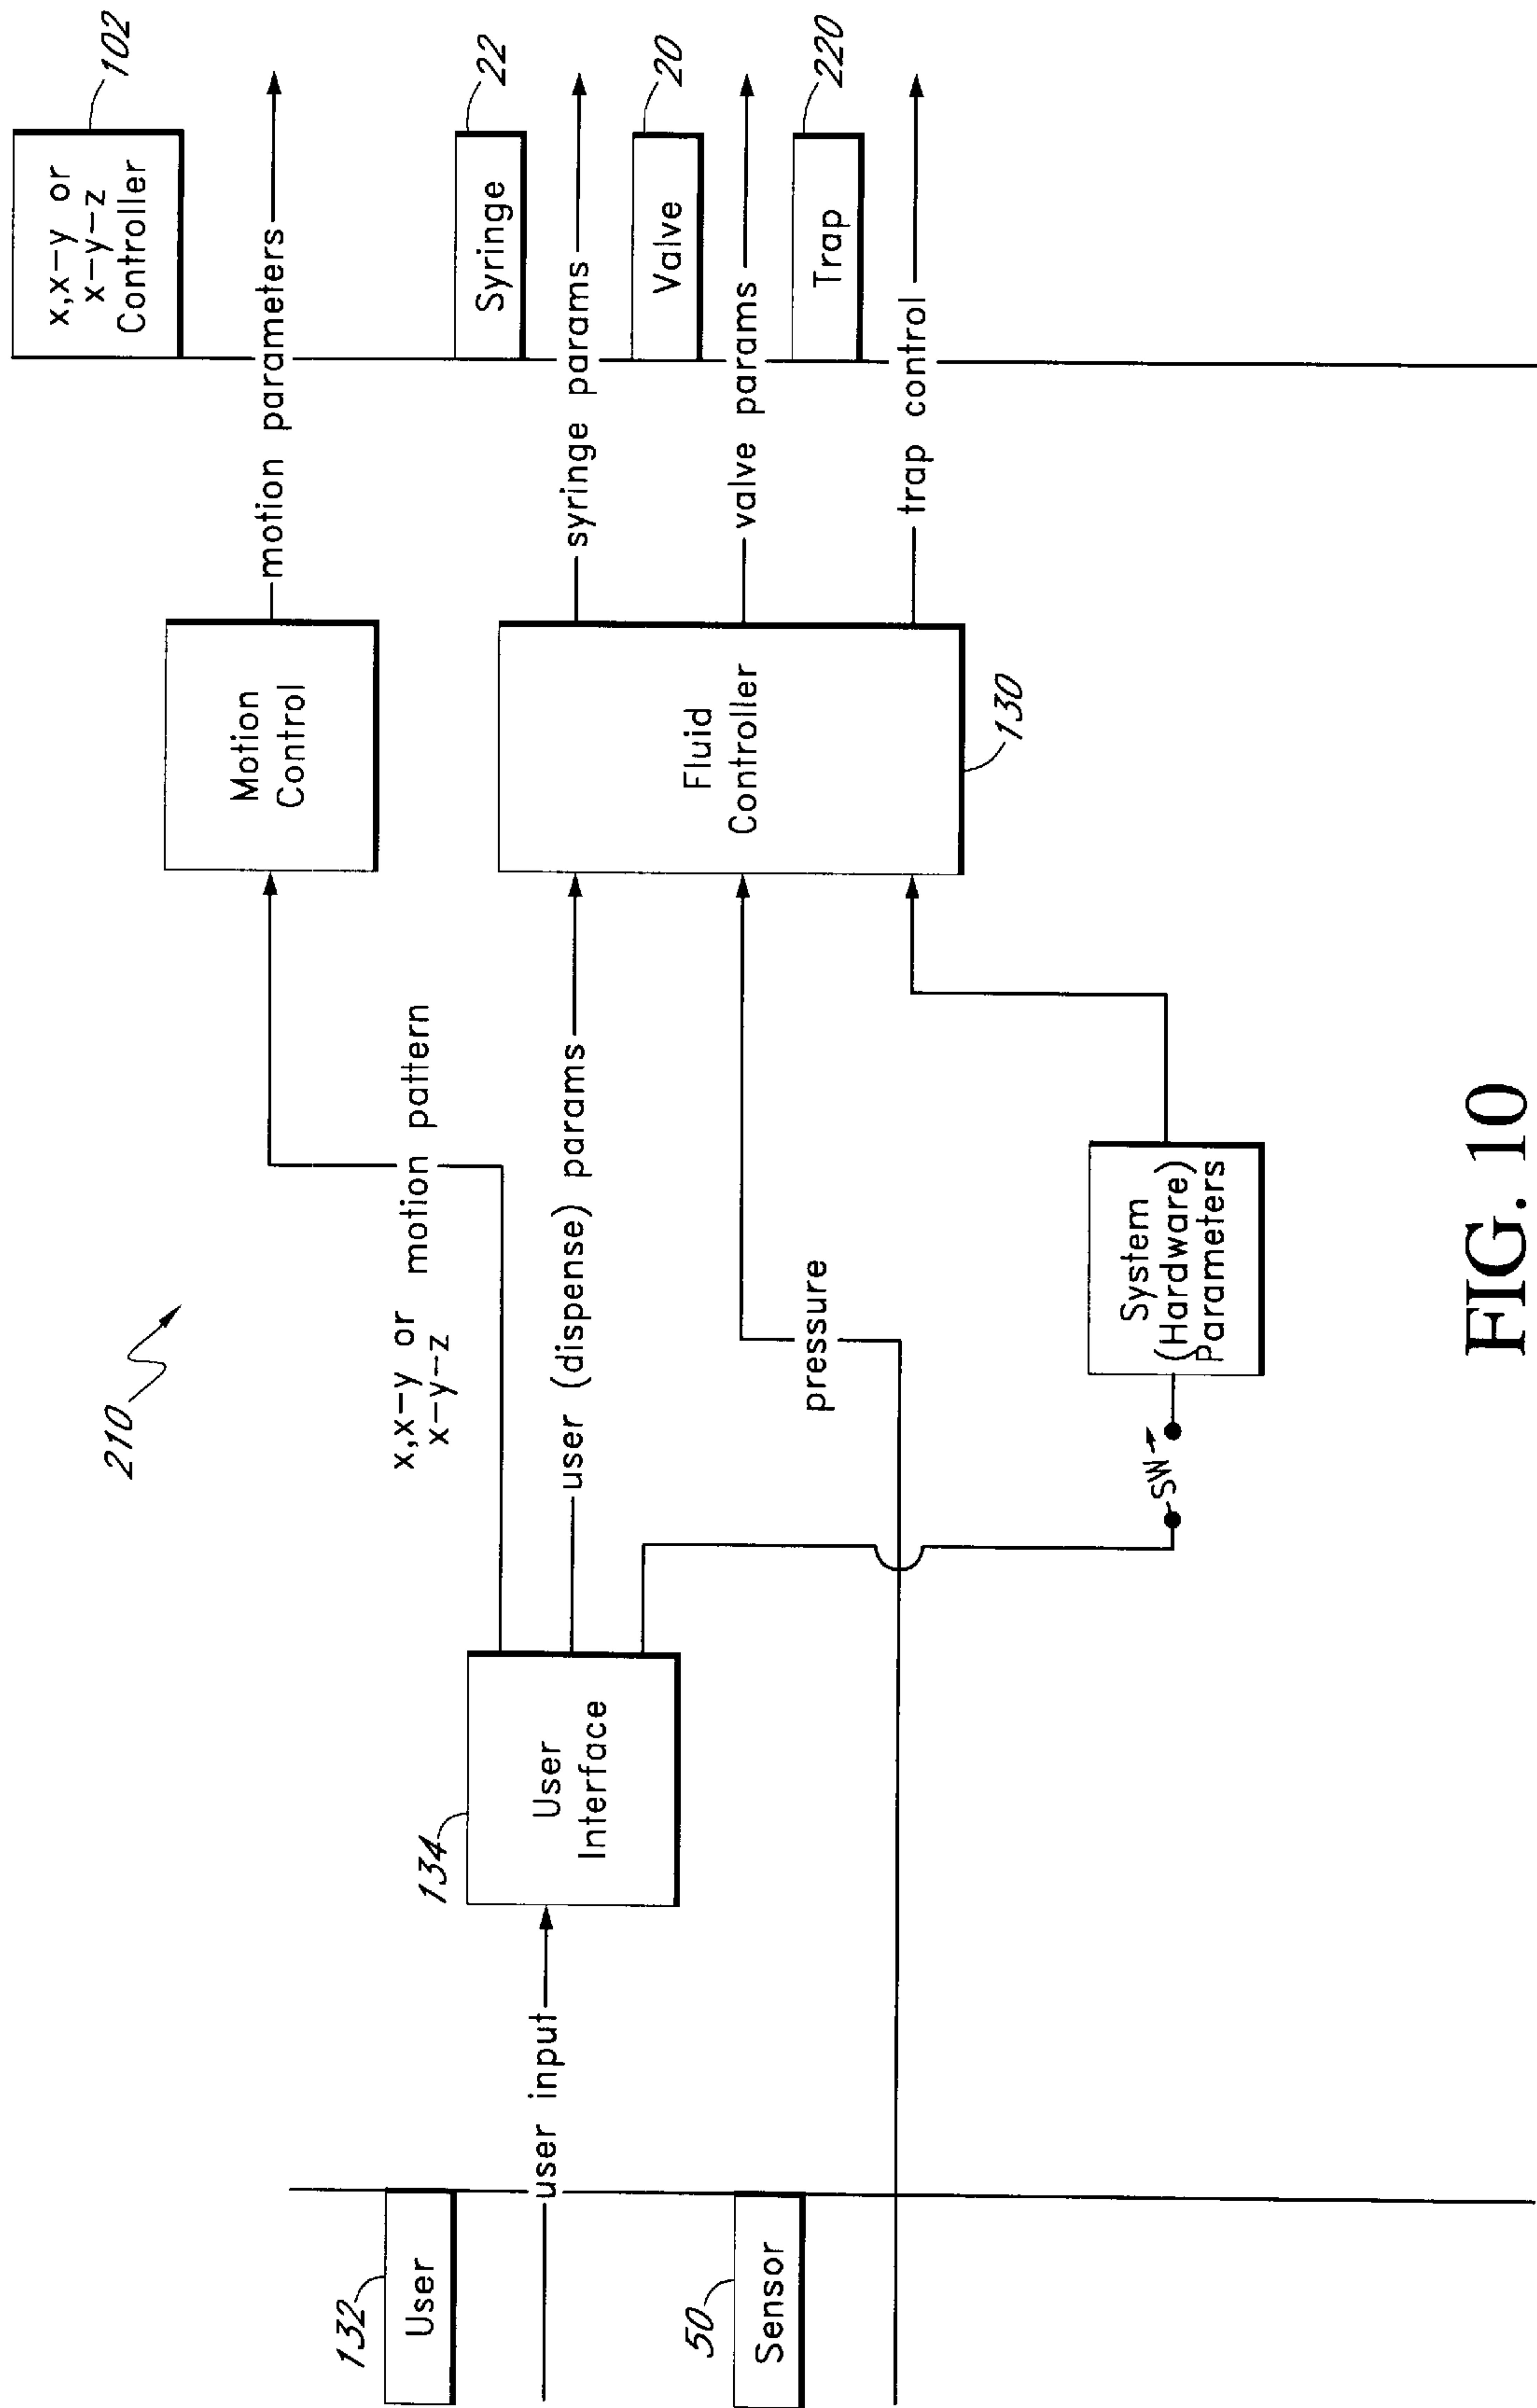 210
132
User
user input
50
Sensor
134
User
Interface
x,x-y or motion pattern
x-y-z
user (dispense) params
pressure
SW
System
(Hardware)
Parameters
Motion
Control
Fluid
Controller
130
motion parameters
syringe params
valve params
trap control
x,x-y or
x-y-z
Controller
102
Syringe
22
Valve
20
Trap
220
FIG. 10